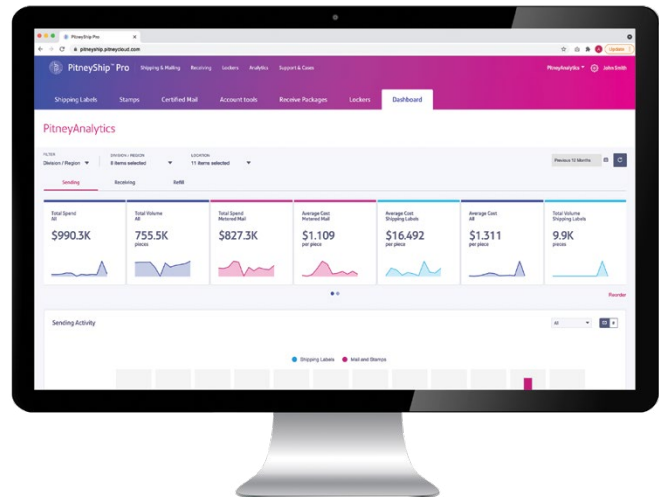 PitneyShip Pro
pitneyship.pitneycloud.com
Update
PitneyShip™ Pro
Shipping & Mailing
Receiving
Lockers
Analytics
Support & Cases
PitneyAnalytics
John Smith
Shipping Labels
Stamps
Certified Mail
Account tools
Receive Packages
Lockers
Dashboard
PitneyAnalytics
FILTER
Division / Region
DIVISION / REGION
8 items selected
LOCATION
11 items selected
Previous 12 Months
Sending
Receiving
Refill
Total Spend
All
$990.3K
Total Volume
All
755.5K
pieces
Total Spend
Metered Mail
$827.3K
Average Cost
Metered Mail
$1.109
per piece
Average Cost
Shipping Labels
$16.492
per piece
Average Cost
All
$1.311
per piece
Total Volume
Shipping Labels
9.9K
pieces
Reorder
Sending Activity
All
Shipping Labels
Mail and Stamps